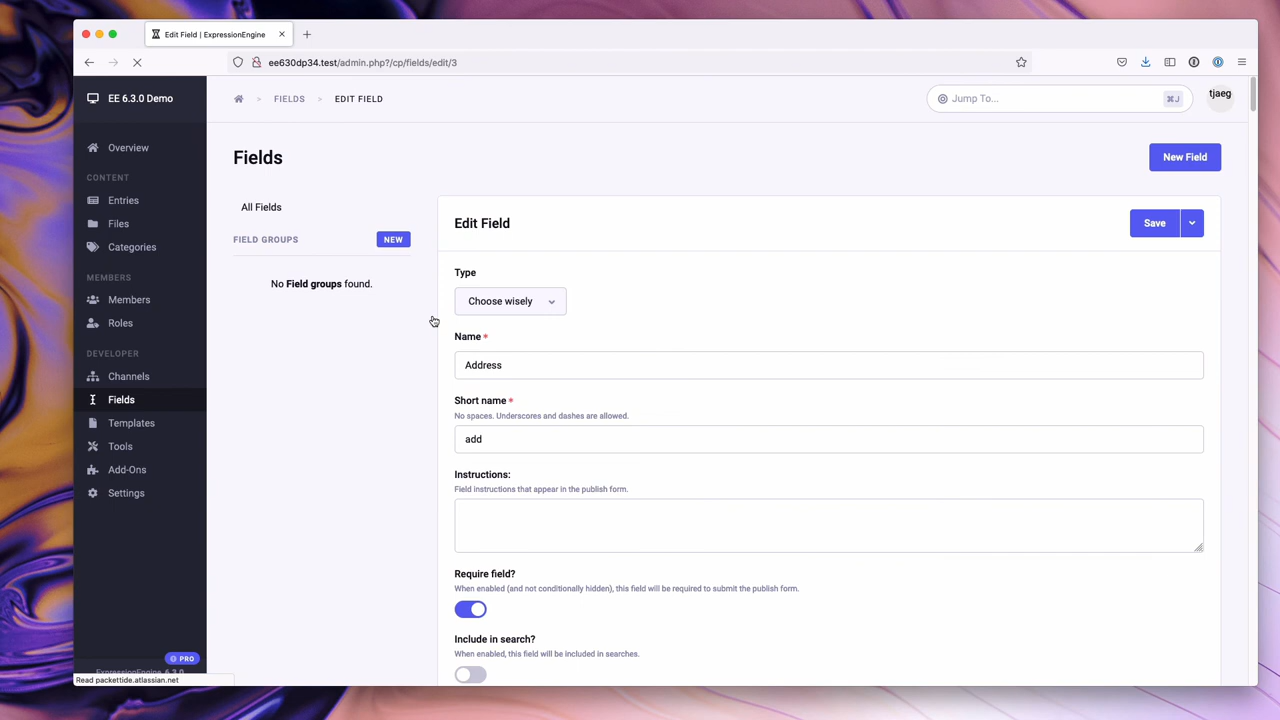 Edit Field | ExpressionEngine
ee630dp34.test/admin.php?/cp/fields/edit/3
EE 6.3.0 Demo
FIELDS > EDIT FIELD
Jump To...
⌘J
tjaeg
Overview
CONTENT
Entries
Files
Categories
MEMBERS
Members
Roles
DEVELOPER
Channels
Fields
Templates
Tools
Add-Ons
Settings
PRO
ExpressionEngine 6.3.0
Read packettide.atlassian.net
Fields
New Field
All Fields
FIELD GROUPS
NEW
No Field groups found.
Edit Field
Save
Type
Choose wisely
Name *
Address
Short name *
No spaces. Underscores and dashes are allowed.
add
Instructions:
Field instructions that appear in the publish form.
Require field?
When enabled (and not conditionally hidden), this field will be required to submit the publish form.
Include in search?
When enabled, this field will be included in searches.